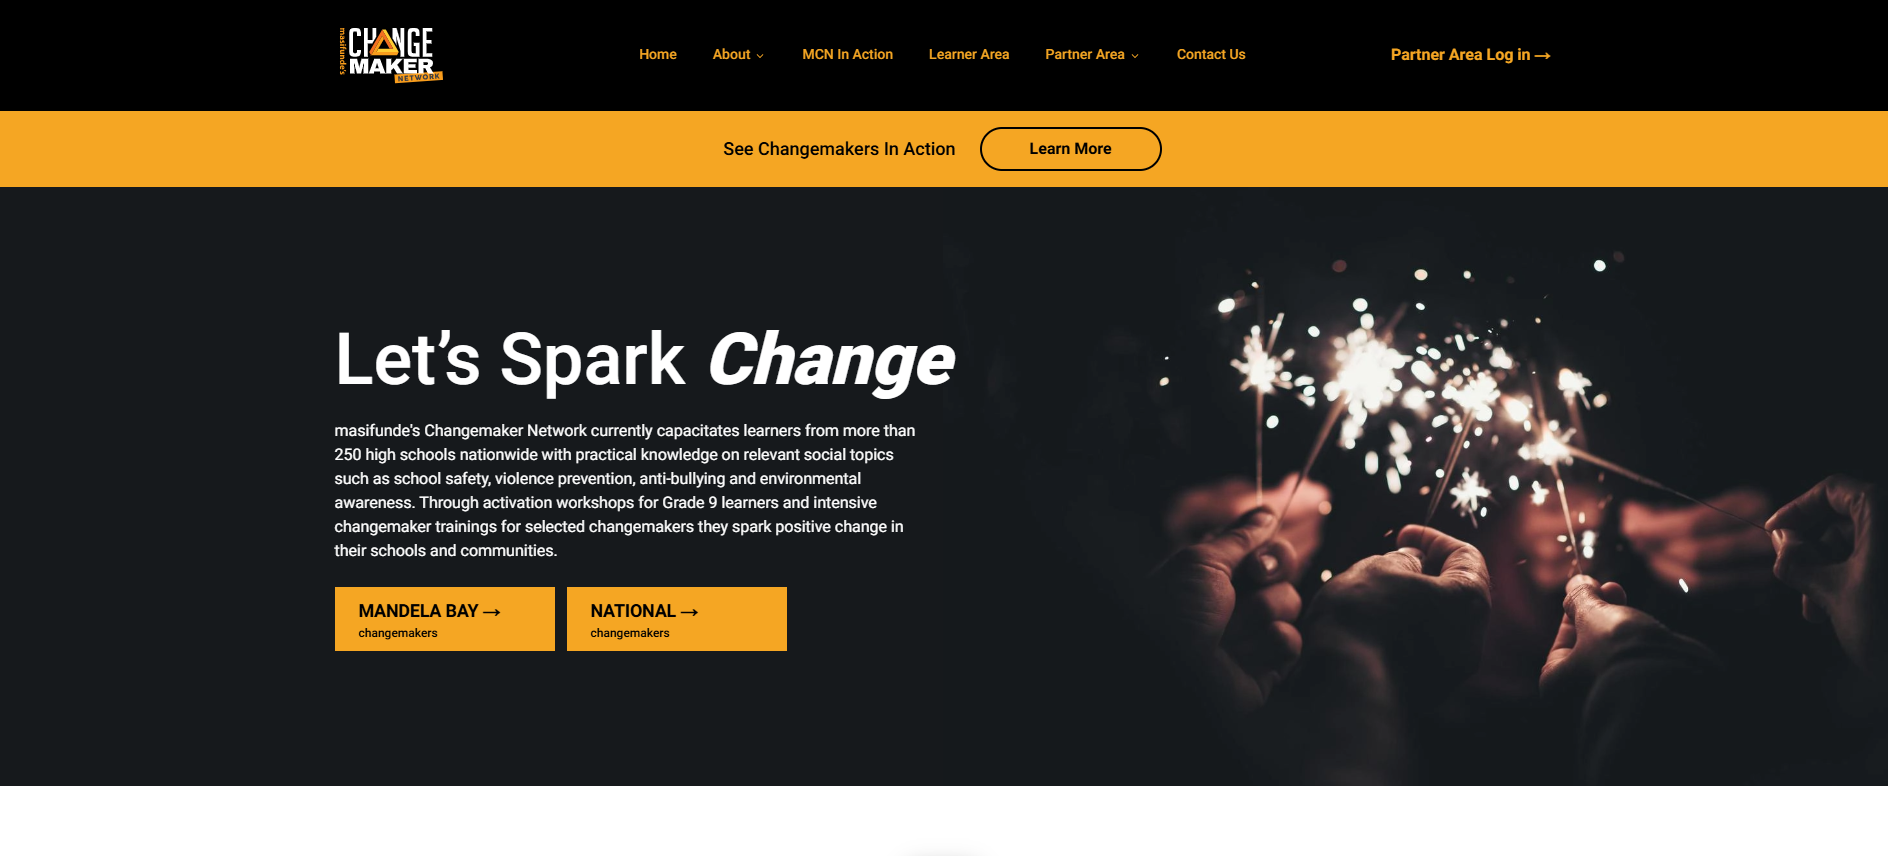 masifunde's
CHANGE
MAKER
NETWORK
Home
About
MCN In Action
Learner Area
Partner Area
Contact Us
Partner Area Log in →
See Changemakers In Action
Learn More
Let’s Spark Change
masifunde's Changemaker Network currently capacitates learners from more than
250 high schools nationwide with practical knowledge on relevant social topics
such as school safety, violence prevention, anti-bullying and environmental
awareness. Through activation workshops for Grade 9 learners and intensive
changemaker trainings for selected changemakers they spark positive change in
their schools and communities.
MANDELA BAY →
changemakers
NATIONAL →
changemakers